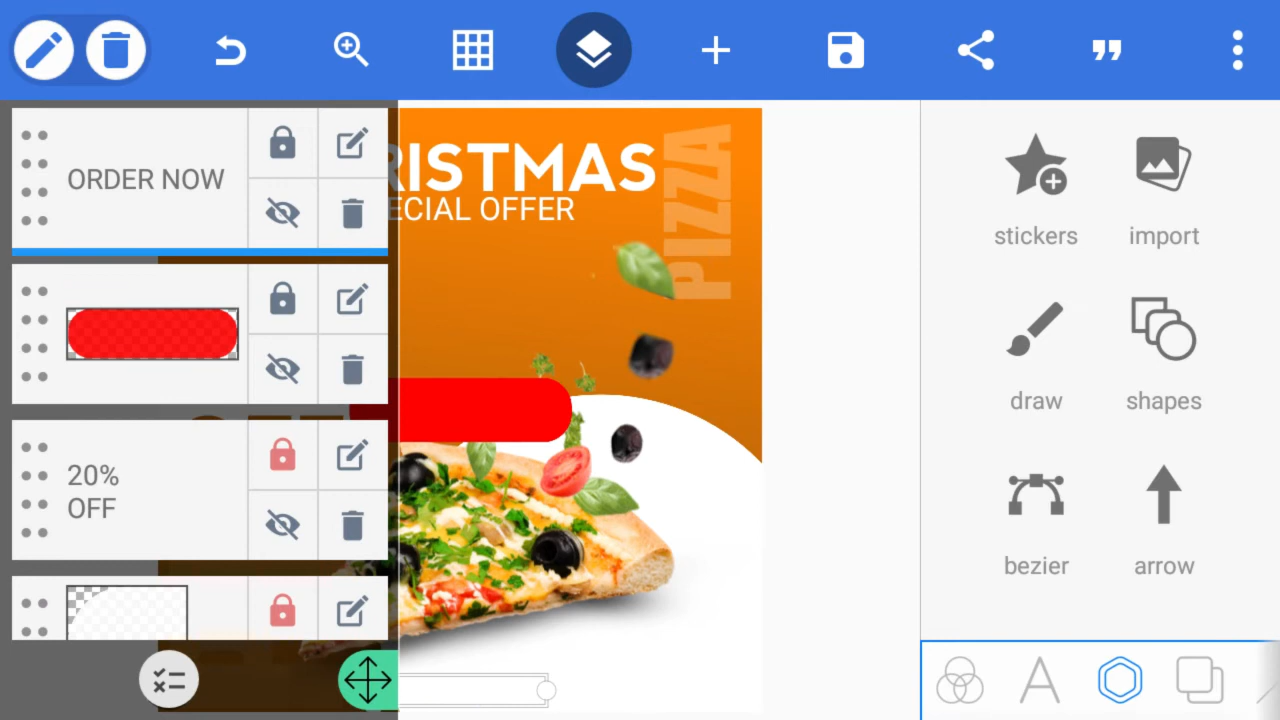 ORDER NOW
20%
OFF
RISTMAS
ECIAL OFFER
PIZZA
stickers
import
draw
shapes
bezier
arrow